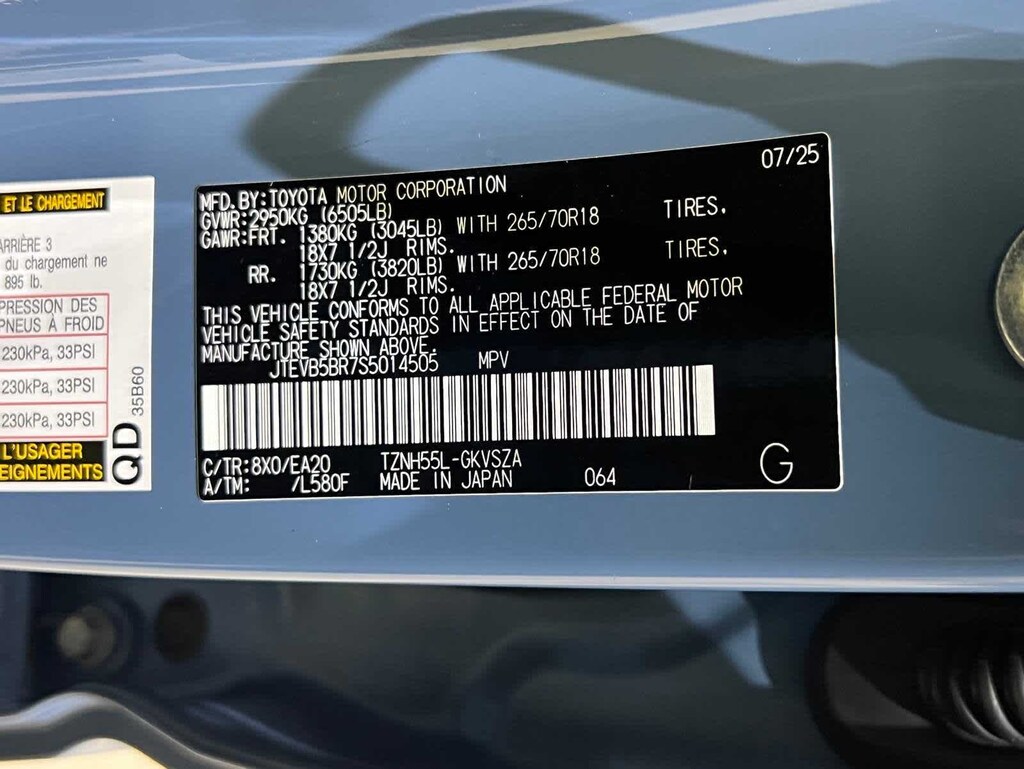 ET LE CHARGEMENT
ARRIÈRE 3
du chargement ne
895 lb.
PRESSION DES
PNEUS À FROID
230kPa, 33PSI
230kPa, 33PSI
230kPa, 33PSI
L'USAGER
EIGNEMENTS
QD 35B60
07/25
MFD. BY: TOYOTA MOTOR CORPORATION
GVWR: 2950KG (6505LB)
GAWR: FRT. 1380KG (3045LB) WITH 265/70R18 TIRES,
18X7 1/2J RIMS.
RR. 1730KG (3820LB) WITH 265/70R18 TIRES,
18X7 1/2J RIMS.
THIS VEHICLE CONFORMS TO ALL APPLICABLE FEDERAL MOTOR
VEHICLE SAFETY STANDARDS IN EFFECT ON THE DATE OF
MANUFACTURE SHOWN ABOVE.
JTEVB5BR7S5014505 MPV
C/TR: 8X0/EA20 TZNH55L-GKVSZA
A/TM: /L580F MADE IN JAPAN 064
G